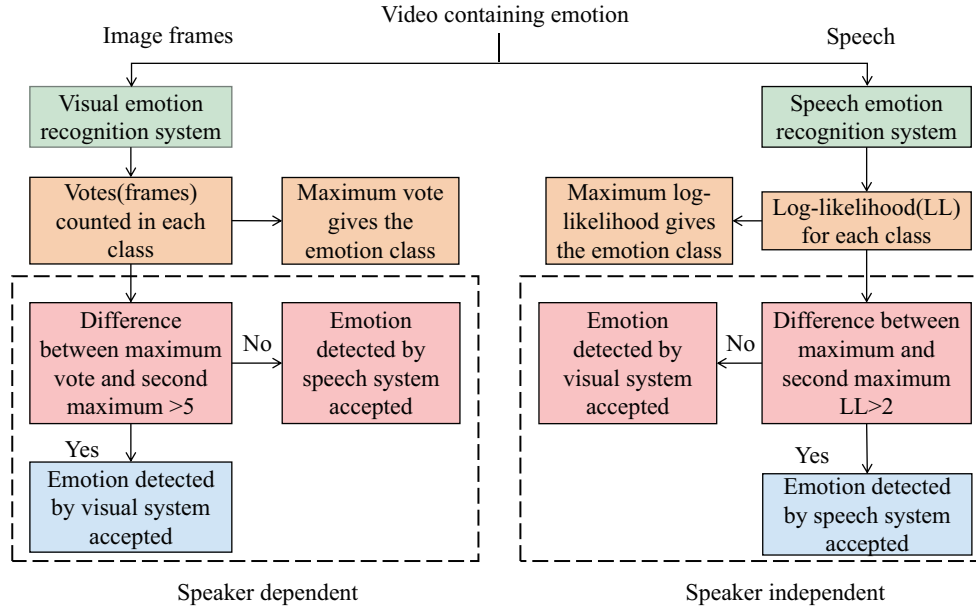 Video containing emotion
Image frames
Speech
Visual emotion
recognition system
Speech emotion
recognition system
Votes(frames)
counted in each
class
Maximum vote
gives the
emotion class
Maximum log-
likelihood gives
the emotion class
Log-likelihood(LL)
for each class
Difference
between maximum
vote and second
maximum >5
No
Emotion
detected by
speech system
accepted
Emotion
detected by
visual system
accepted
No
Difference between
maximum and
second maximum
LL>2
Yes
Emotion detected
by visual system
accepted
Yes
Emotion detected
by speech system
accepted
Speaker dependent
Speaker independent